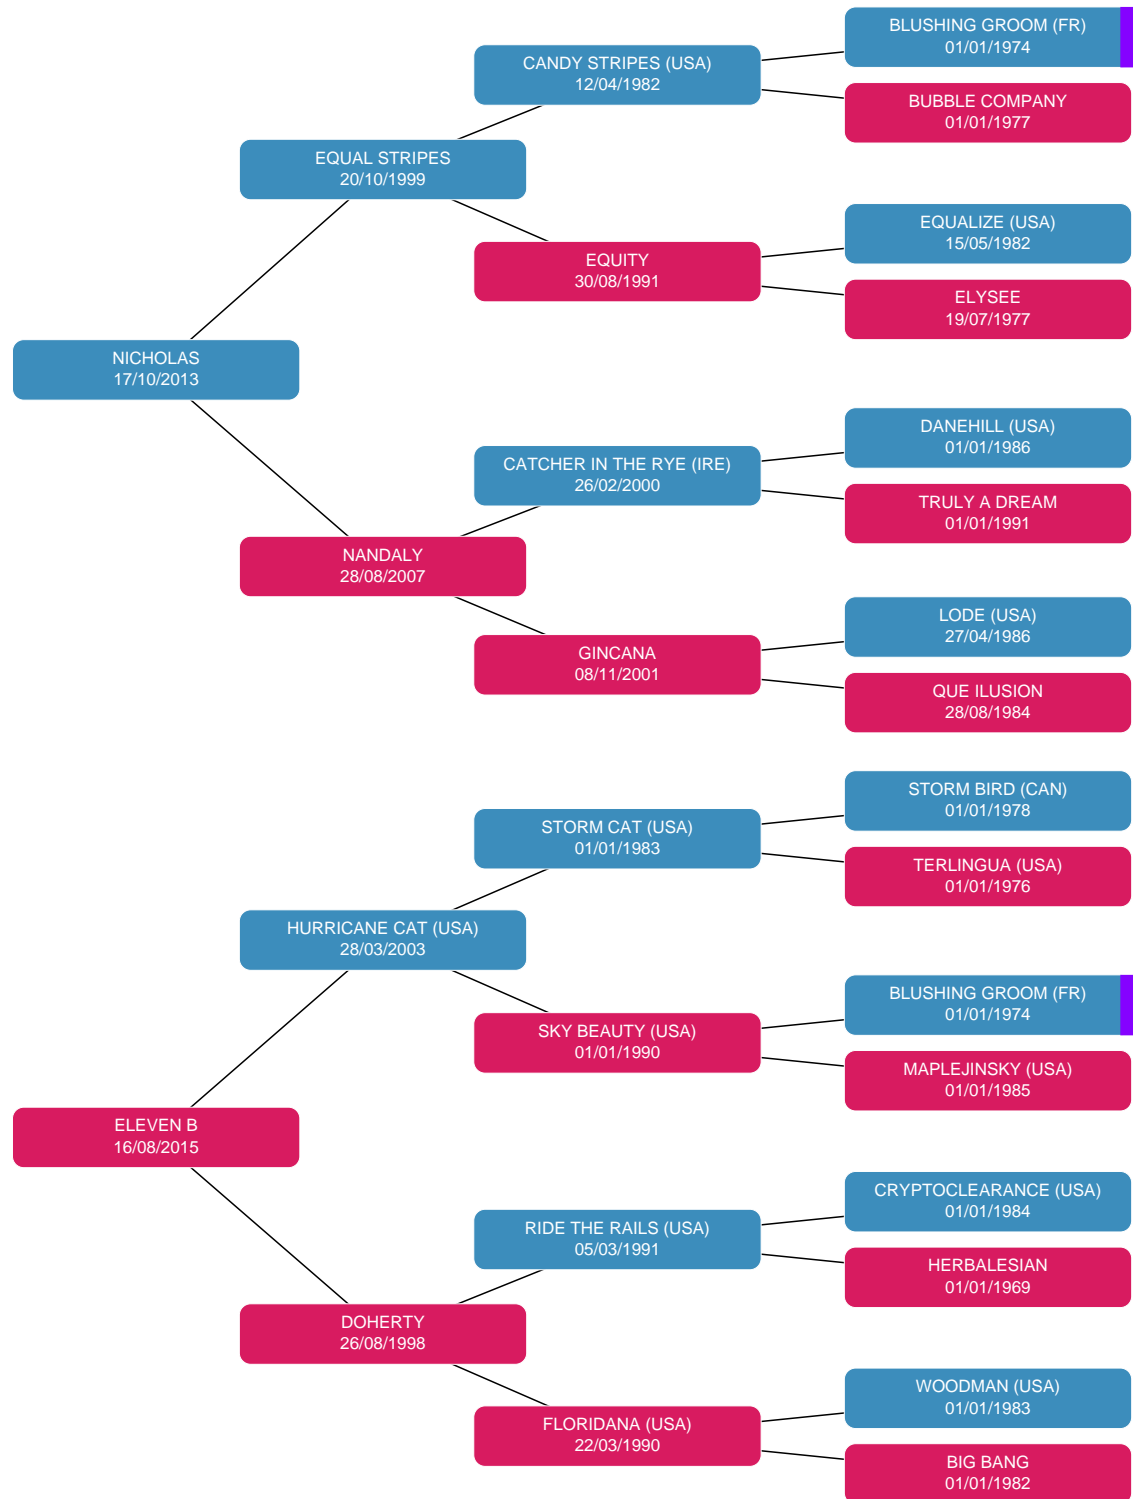 BLUSHING GROOM (FR)
01/01/1974
CANDY STRIPES (USA)
12/04/1982
BUBBLE COMPANY
01/01/1977
EQUAL STRIPES
20/10/1999
EQUALIZE (USA)
15/05/1982
EQUITY
30/08/1991
ELYSEE
19/07/1977
NICHOLAS
17/10/2013
DANEHILL (USA)
01/01/1986
CATCHER IN THE RYE (IRE)
26/02/2000
TRULY A DREAM
01/01/1991
NANDALY
28/08/2007
LODE (USA)
27/04/1986
GINCANA
08/11/2001
QUE ILUSION
28/08/1984
STORM BIRD (CAN)
01/01/1978
STORM CAT (USA)
01/01/1983
TERLINGUA (USA)
01/01/1976
HURRICANE CAT (USA)
28/03/2003
BLUSHING GROOM (FR)
01/01/1974
SKY BEAUTY (USA)
01/01/1990
MAPLEJINSKY (USA)
01/01/1985
ELEVEN B
16/08/2015
CRYPTOCLEARANCE (USA)
01/01/1984
RIDE THE RAILS (USA)
05/03/1991
HERBALESIAN
01/01/1969
DOHERTY
26/08/1998
WOODMAN (USA)
01/01/1983
FLORIDANA (USA)
22/03/1990
BIG BANG
01/01/1982